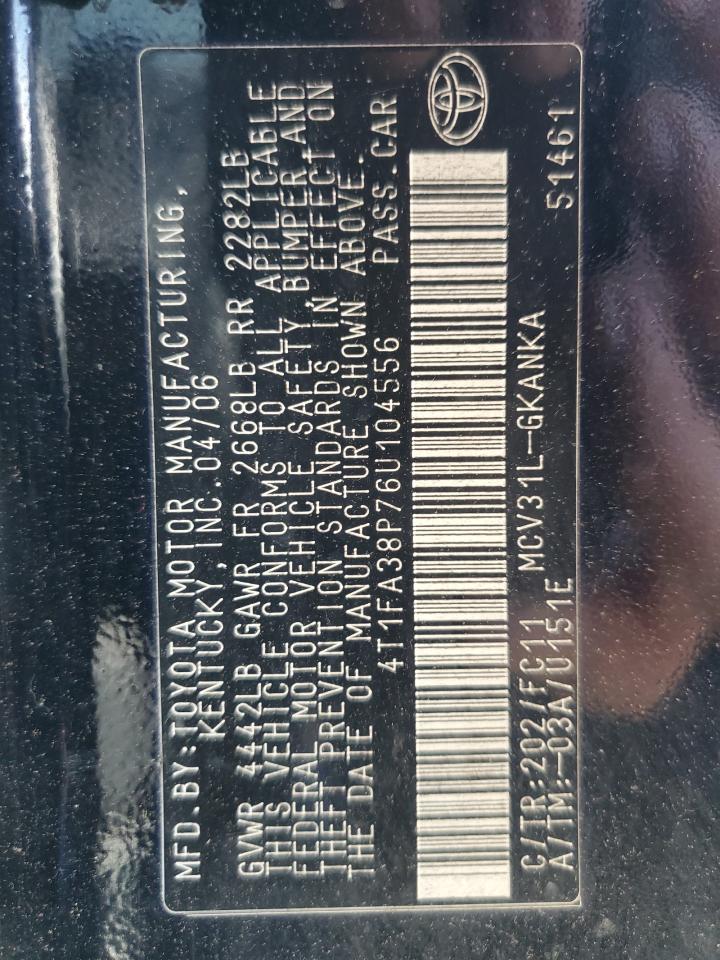 MFD.BY:TOYOTA MOTOR MANUFACTURING,
KENTUCKY, INC.04/06
GVWR 4442LB GAWR FR 2668LB RR 2282LB
THIS VEHICLE CONFORMS TO ALL APPLICABLE
FEDERAL MOTOR VEHICLE SAFETY, BUMPER AND
THEFT PREVENTION STANDARDS IN EFFECT ON
THE DATE OF MANUFACTURE SHOWN ABOVE.
4T1FA38P76U104556 PASS.CAR
C/TR:202/FC11 MCV31L-GKANKA
A/TM:-03A/U151E 51461